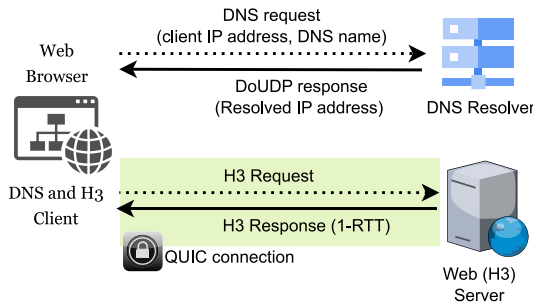 DNS request
(client IP address, DNS name)
Web
Browser
DoUDP response
(Resolved IP address)
DNS Resolver
DNS and H3
Client
H3 Request
H3 Response (1-RTT)
QUIC connection
Web (H3)
Server